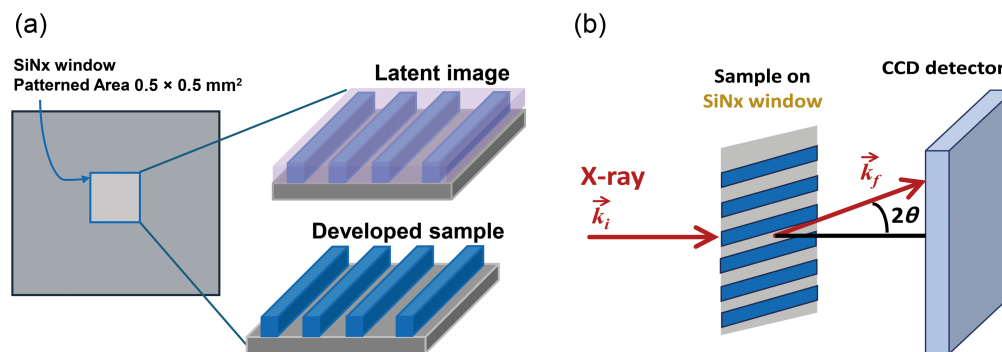 (a)
SiNx window
Patterned Area 0.5 × 0.5 mm²
Latent image
Developed sample
(b)
Sample on
SiNx window
CCD detector
X-ray
k⃗ᵢ
k⃗f
2θ